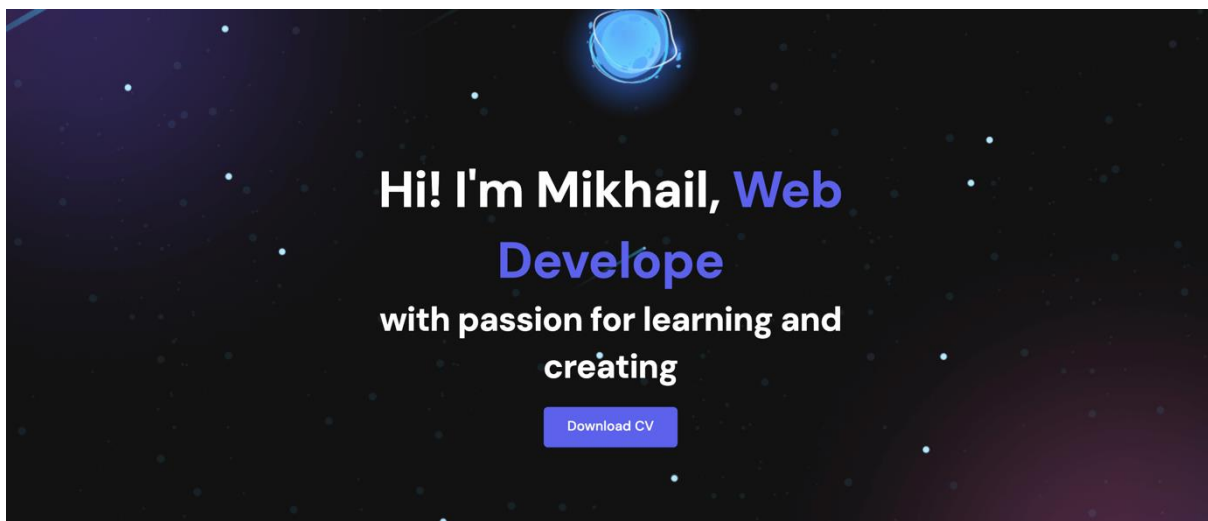 Hi! I'm Mikhail, Web
Develope
with passion for learning and
creating
Download CV